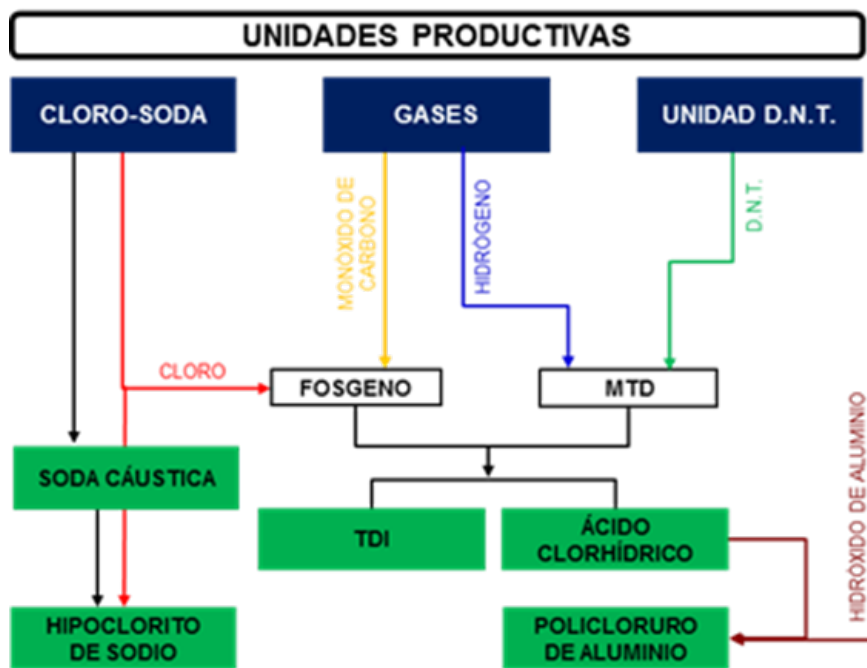 UNIDADES PRODUCTIVAS
CLORO-SODA
GASES
UNIDAD D.N.T.
MONÓXIDO DE
CARBONO
HIDRÓGENO
D.N.T.
CLORO
FOSGENO
MTD
HIDRÓXIDO DE ALUMINIO
SODA CÁUSTICA
TDI
ÁCIDO
CLORHÍDRICO
HIPOCLORITO
DE SODIO
POLICLORURO
DE ALUMINIO